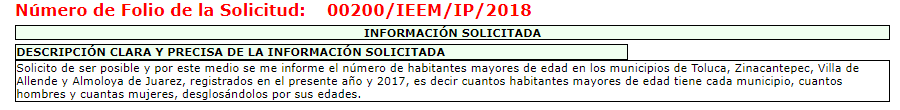 Número de Folio de la Solicitud: 00200/IEEM/IP/2018
INFORMACIÓN SOLICITADA
DESCRIPCIÓN CLARA Y PRECISA DE LA INFORMACIÓN SOLICITADA
Solicito de ser posible y por este medio se me informe el número de habitantes mayores de edad en los municipios de Toluca, Zinacantepec, Villa de
Allende y Almoloya de Juarez, registrados en el presente año y 2017, es decir cuantos habitantes mayores de edad tiene cada municipio, cuantos
hombres y cuantas mujeres, desglosándolos por sus edades.